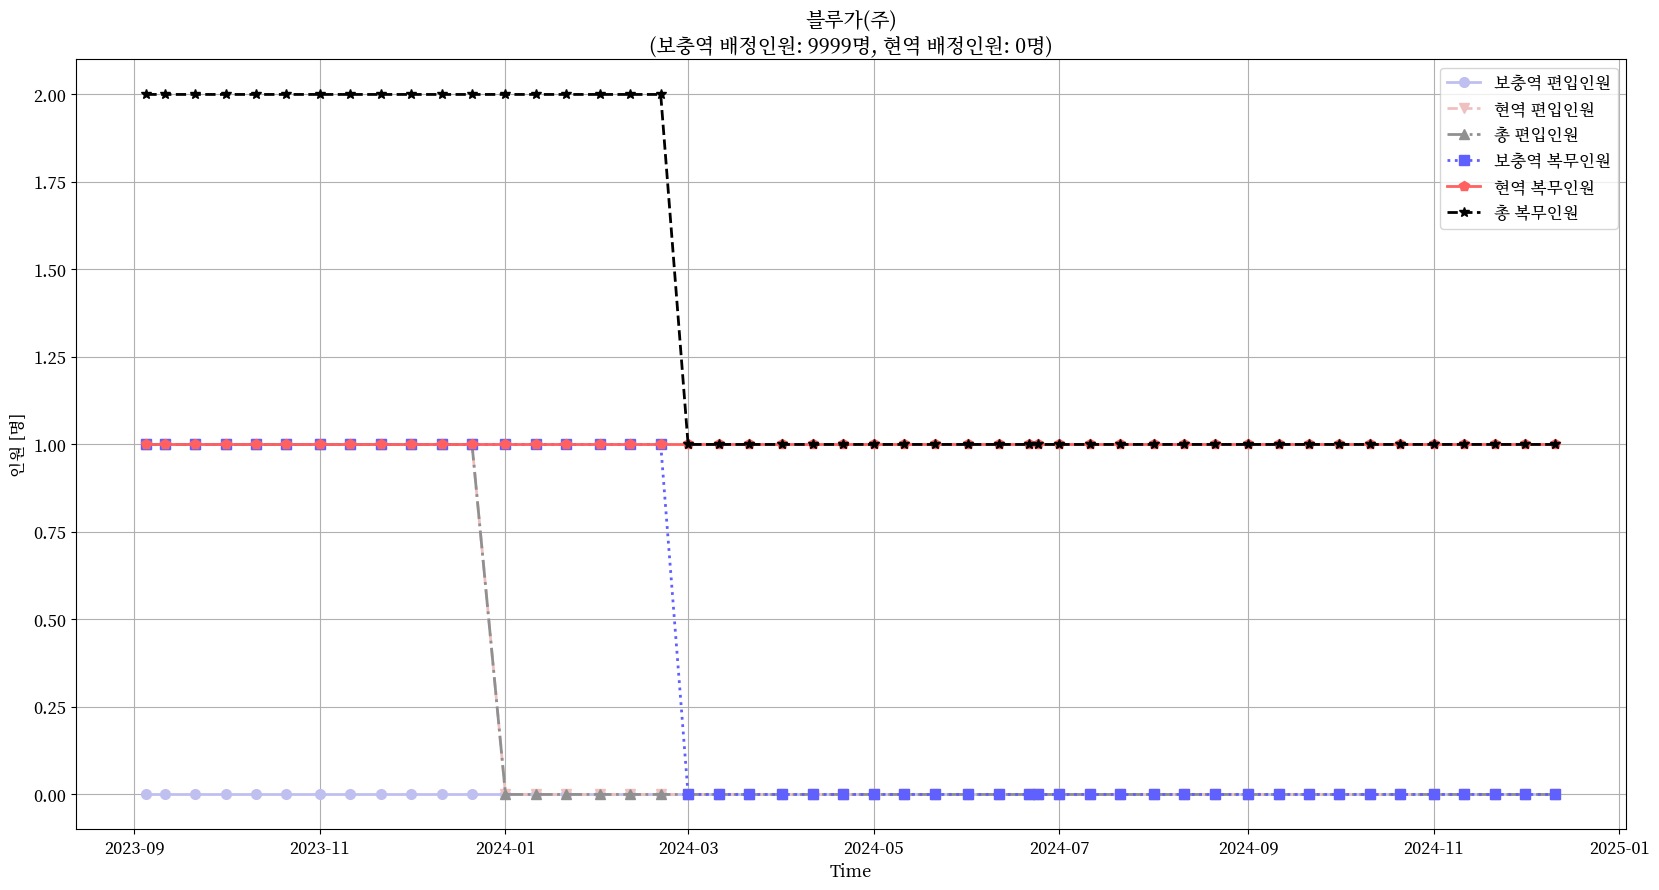 블루가(주)
(보충역 배정인원: 9999명, 현역 배정인원: 0명)
보충역 편입인원
현역 편입인원
총 편입인원
보충역 복무인원
현역 복무인원
총 복무인원
2.00
1.75
1.50
1.25
1.00
0.75
0.50
0.25
0.00
인원 [명]
2023-09
2023-11
2024-01
2024-03
2024-05
2024-07
2024-09
2024-11
2025-01
Time